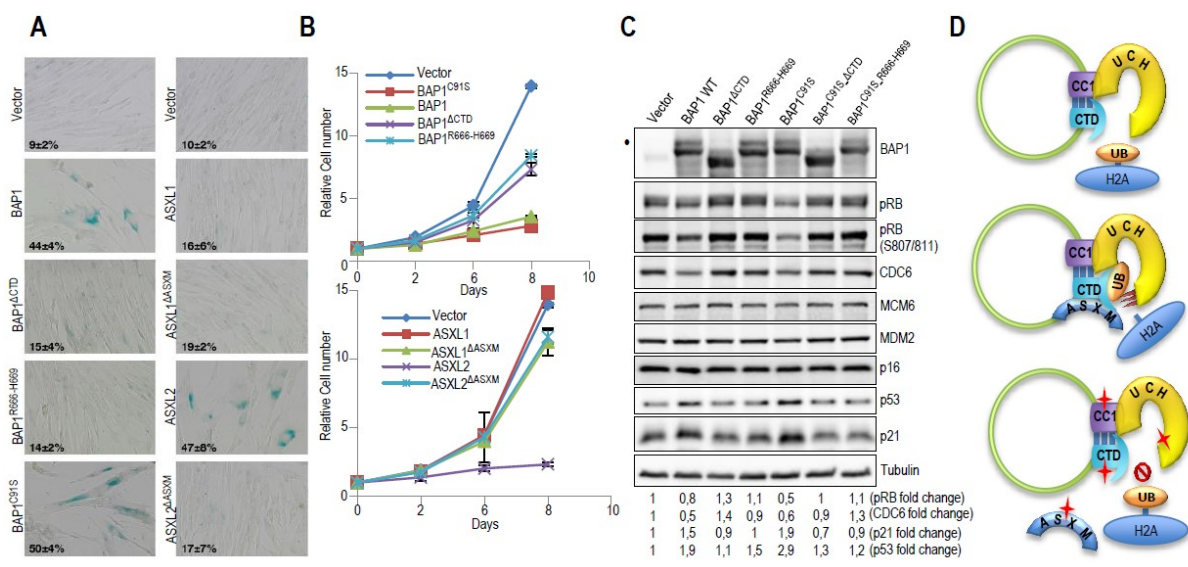 A
Vector
9±2%
BAP1
44±4%
BAP1ΔCTD
15±4%
BAP1R666-H669
14±2%
BAP1C91S
50±4%
Vector
10±2%
ASXL1
16±6%
ASXL1ΔASXM
19±2%
ASXL2
47±8%
ASXL2ΔASXM
17±7%
B
Relative Cell number
15
10
5
0 2 6 8 10
Days
Vector
BAP1C91S
BAP1
BAP1ΔCTD
BAP1R666-H669
Relative Cell number
15
10
5
0
0 2 6 8 10
Days
Vector
ASXL1
ASXL1ΔASXM
ASXL2
ASXL2ΔASXM
C
Vector
BAP1 WT
BAP1ΔCTD
BAP1R666-H669
BAP1C91S
BAP1C91S_ΔCTD
BAP1C91S_R666-H669
BAP1
pRB
pRB
(S807/811)
CDC6
MCM6
MDM2
p16
p53
p21
Tubulin
1 0,8 1,3 1,1 0,5 1 1,1 (pRB fold change)
1 0,5 1,4 0,9 0,6 0,9 1,3 (CDC6 fold change)
1 1,5 0,9 1 1,9 0,7 0,9 (p21 fold change)
1 1,9 1,1 1,5 2,9 1,3 1,2 (p53 fold change)
D
UCH
CC1
CTD
UB
H2A
UCH
CC1
CTD
UB
ASXM
H2A
UCH
CC1
CTD
UB
ASXM
H2A